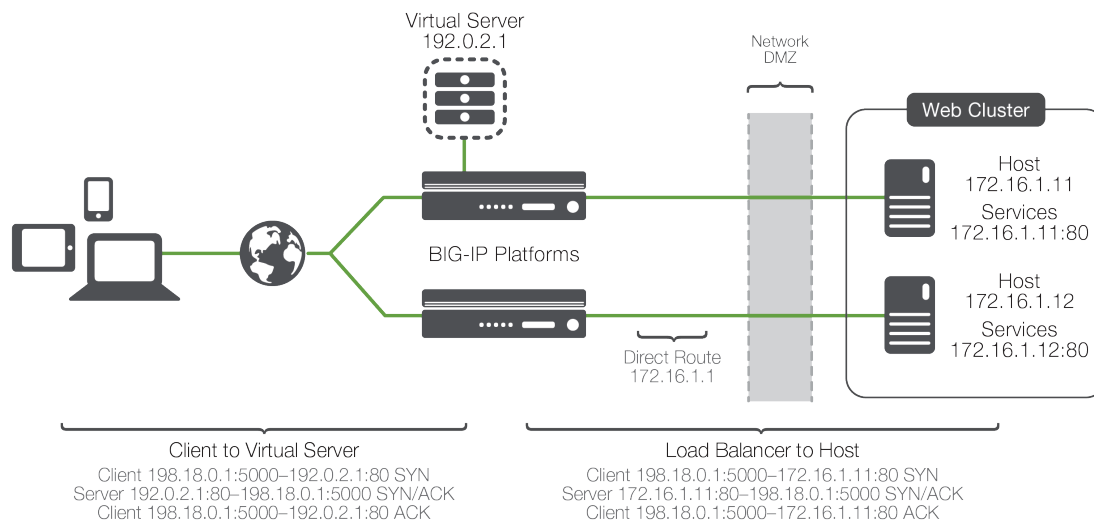 Virtual Server
192.0.2.1
Network
DMZ
Web Cluster
Host
172.16.1.11
Services
172.16.1.11:80
BIG-IP Platforms
Host
172.16.1.12
Services
172.16.1.12:80
Direct Route
172.16.1.1
Client to Virtual Server
Client 198.18.0.1:5000–192.0.2.1:80 SYN
Server 192.0.2.1:80–198.18.0.1:5000 SYN/ACK
Client 198.18.0.1:5000–192.0.2.1:80 ACK
Load Balancer to Host
Client 198.18.0.1:5000–172.16.1.11:80 SYN
Server 172.16.1.11:80–198.18.0.1:5000 SYN/ACK
Client 198.18.0.1:5000–172.16.1.11:80 ACK